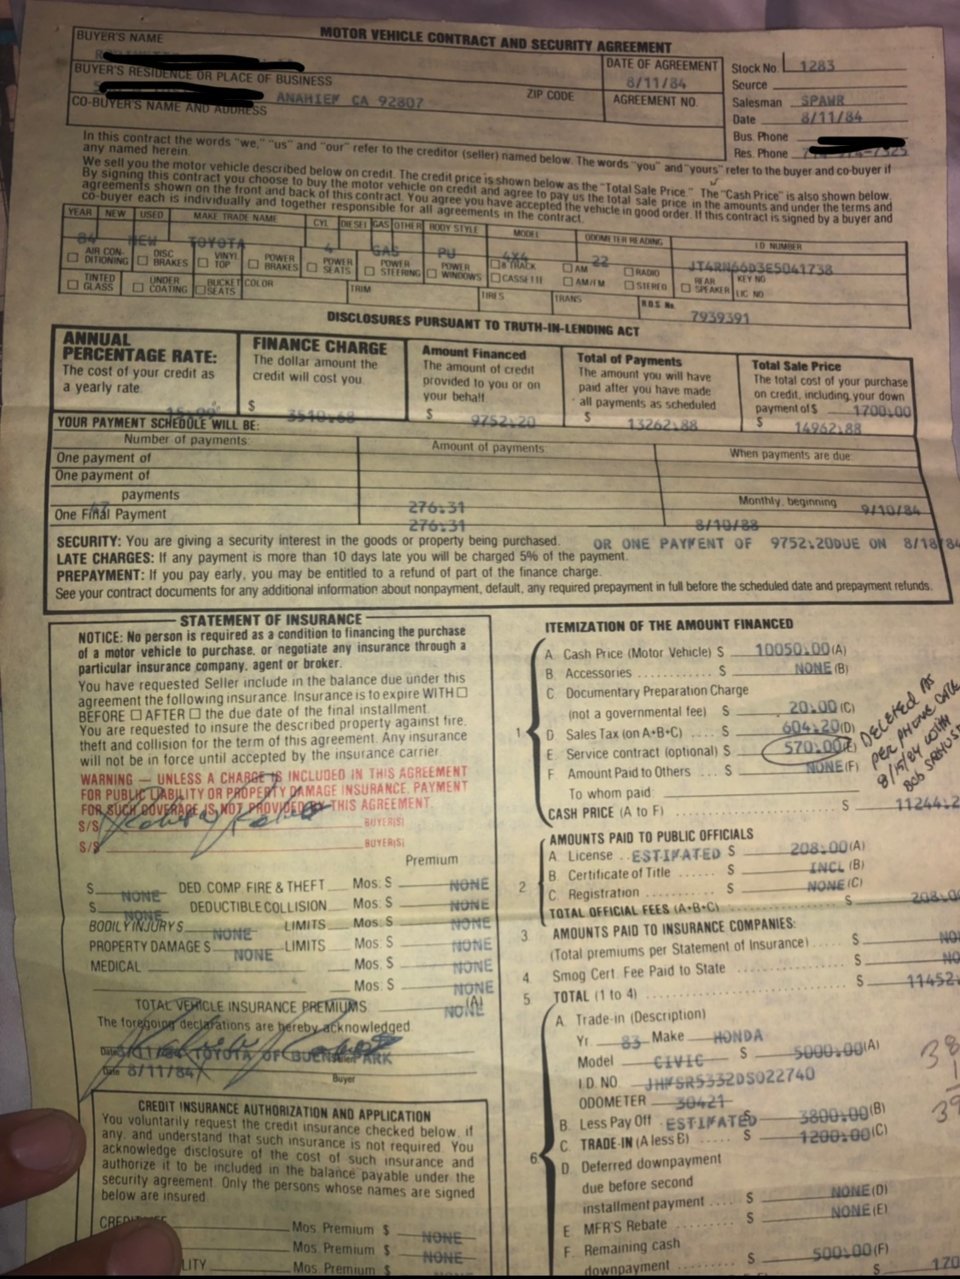 MOTOR VEHICLE CONTRACT AND SECURITY AGREEMENT
BUYER'S NAME
DATE OF AGREEMENT
8/11/84
Stock No. 1283
BUYER'S RESIDENCE OR PLACE OF BUSINESS
ZIP CODE
AGREEMENT NO.
Source
ANAHIEM CA 92807
Salesman SPAWR
CO-BUYER'S NAME AND ADDRESS
Date 8/11/84
Bus. Phone
Res. Phone
In this contract the words "we," "us" and "our" refer to the creditor (seller) named below. The words "you" and "yours" refer to the buyer and co-buyer if
any named herein.
We sell you the motor vehicle described below on credit. The credit price is shown below as the "Total Sale Price." The "Cash Price" is also shown below.
By signing this contract you choose to buy the motor vehicle on credit and agree to pay us the total sale price in the amounts and under the terms and
agreements shown on the front and back of this contract. You agree you have accepted the vehicle in good order. If this contract is signed by a buyer and
co-buyer each is individually and together responsible for all agreements in the contract.
YEAR NEW USED MAKE TRADE NAME CYL DIESEL GAS OTHER BODY STYLE MODEL ODOMETER READING I.D NUMBER
84 NEW TOYOTA 4 GAS PU 4X4 22 JT4RN66D3E5041738
AIR CONDITIONING DISC BRAKES VINYL TOP POWER BRAKES POWER SEATS POWER STEERING POWER WINDOWS 8 TRACK CASSETTE AM AM/FM RADIO STEREO REAR SPEAKER KEY NO LIC NO
TINTED GLASS UNDER COATING BUCKET SEATS COLOR TRIM TIRES TRANS R.O.S. No. 7939391
DISCLOSURES PURSUANT TO TRUTH-IN-LENDING ACT
ANNUAL PERCENTAGE RATE:
The cost of your credit as a yearly rate.
15.00
FINANCE CHARGE
The dollar amount the credit will cost you.
$ 3510.68
Amount Financed
The amount of credit provided to you or on your behalf.
$ 9752.20
Total of Payments
The amount you will have paid after you have made all payments as scheduled
$ 13262.88
Total Sale Price
The total cost of your purchase on credit, including your down payment of $ 1700.00
$ 14962.88
YOUR PAYMENT SCHEDULE WILL BE:
Number of payments: Amount of payments: When payments are due:
One payment of
One payment of
47 payments 276.31 Monthly, beginning 9/10/84
One Final Payment 276.31 8/10/88
SECURITY: You are giving a security interest in the goods or property being purchased. OR ONE PAYMENT OF 9752.20DUE ON 8/18/84
LATE CHARGES: If any payment is more than 10 days late you will be charged 5% of the payment.
PREPAYMENT: If you pay early, you may be entitled to a refund of part of the finance charge.
See your contract documents for any additional information about nonpayment, default, any required prepayment in full before the scheduled date and prepayment refunds.
STATEMENT OF INSURANCE
NOTICE: No person is required as a condition to financing the purchase
of a motor vehicle to purchase, or negotiate any insurance through a
particular insurance company, agent or broker.
You have requested Seller include in the balance due under this
agreement the following insurance. Insurance is to expire WITH
BEFORE AFTER the due date of the final installment.
You are requested to insure the described property against fire,
theft and collision for the term of this agreement. Any insurance
will not be in force until accepted by the insurance carrier.
WARNING — UNLESS A CHARGE IS INCLUDED IN THIS AGREEMENT
FOR PUBLIC LIABILITY OR PROPERTY DAMAGE INSURANCE, PAYMENT
FOR SUCH COVERAGE IS NOT PROVIDED BY THIS AGREEMENT.
S/S BUYER(S)
S/S BUYER(S)
Premium
$ NONE DED. COMP. FIRE & THEFT Mos. $ NONE
$ NONE DEDUCTIBLE COLLISION Mos. $ NONE
BODILY INJURY $ NONE LIMITS Mos. $ NONE
PROPERTY DAMAGE $ NONE LIMITS Mos. $ NONE
MEDICAL Mos. $ NONE
Mos. $ NONE
TOTAL VEHICLE INSURANCE PREMIUMS NONE (A)
The foregoing declarations are hereby acknowledged
TOYOTA OF BUENA PARK
Date 8/11/84 Buyer
CREDIT INSURANCE AUTHORIZATION AND APPLICATION
You voluntarily request the credit insurance checked below, if
any, and understand that such insurance is not required. You
acknowledge disclosure of the cost of such insurance and
authorize it to be included in the balance payable under the
security agreement. Only the persons whose names are signed
below are insured.
Mos. Premium $ NONE
Mos. Premium $ NONE
Mos. Premium $ NONE
ITEMIZATION OF THE AMOUNT FINANCED
1
A. Cash Price (Motor Vehicle) $ 10050.00 (A)
B. Accessories $ NONE (B)
C. Documentary Preparation Charge
(not a governmental fee) $ 20.00 (C)
D. Sales Tax (on A+B+C) $ 604.20 (D)
E. Service contract (optional) $ 570.00 (E)
F. Amount Paid to Others $ NONE (F)
To whom paid
CASH PRICE (A to F) $ 11244.2
DELETED AS
PER PHONE
8/15/84 WITH
BOB
2
AMOUNTS PAID TO PUBLIC OFFICIALS
A. License ESTIMATED $ 208.00 (A)
B. Certificate of Title $ INCL (B)
C. Registration $ NONE (C)
TOTAL OFFICIAL FEES (A+B+C) $ 208.00
3 AMOUNTS PAID TO INSURANCE COMPANIES:
(Total premiums per Statement of Insurance) $
4 Smog Cert. Fee Paid to State $
5 TOTAL (1 to 4) $ 11452.
6
A. Trade-in (Description)
Yr. 83 Make HONDA
Model CIVIC $ 5000.00 (A)
I.D. NO JHMSR5332DS022740
ODOMETER 30421
B. Less Pay Off ESTIMATED $ 3800.00 (B)
C. TRADE-IN (A less B) $ 1200.00 (C)
D. Deferred downpayment
due before second
installment payment $ NONE (D)
E MFR'S Rebate $ NONE (E)
F. Remaining cash
downpayment $ 500.00 (F)
$ 170